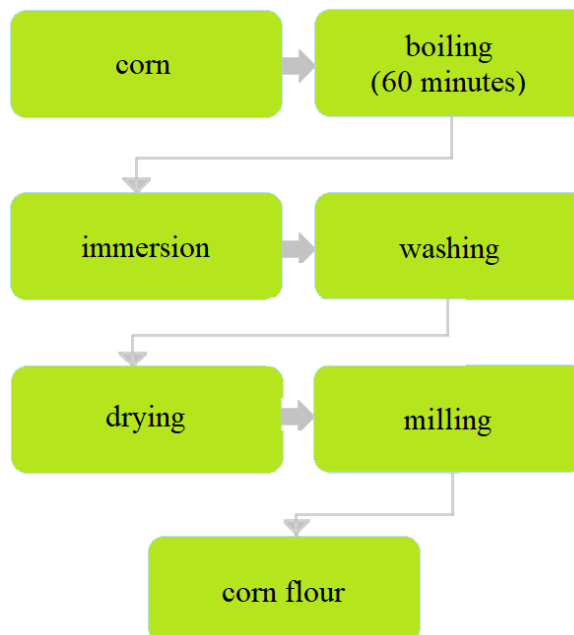 corn
boiling
(60 minutes)
immersion
washing
drying
milling
corn flour